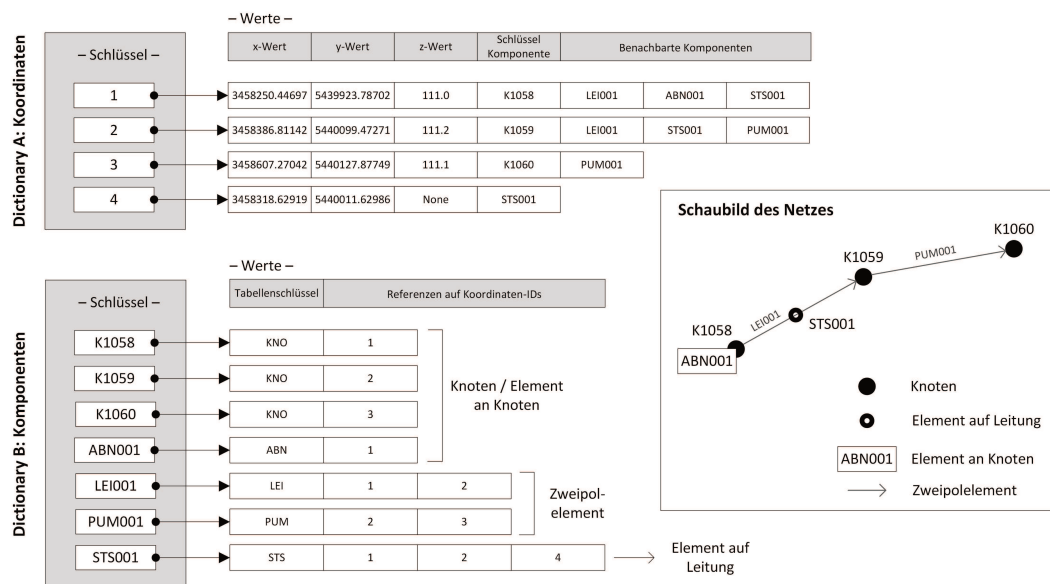 Dictionary A: Koordinaten
– Schlüssel –
– Werte –
x-Wert y-Wert z-Wert Schlüssel Komponente Benachbarte Komponenten
1 3458250.44697 5439923.78702 111.0 K1058 LEI001 ABN001 STS001
2 3458386.81142 5440099.47271 111.2 K1059 LEI001 STS001 PUM001
3 3458607.27042 5440127.87749 111.1 K1060 PUM001
4 3458318.62919 5440011.62986 None STS001
Dictionary B: Komponenten
– Schlüssel –
– Werte –
Tabellenschlüssel Referenzen auf Koordinaten-IDs
K1058 KNO 1
K1059 KNO 2
K1060 KNO 3
ABN001 ABN 1
Knoten / Element
an Knoten
LEI001 LEI 1 2
PUM001 PUM 2 3
Zweipol-
element
STS001 STS 1 2 4
Element auf
Leitung
Schaubild des Netzes
K1060
PUM001
K1059
LEI001
STS001
K1058
ABN001
Knoten
Element auf Leitung
ABN001 Element an Knoten
Zweipolelement